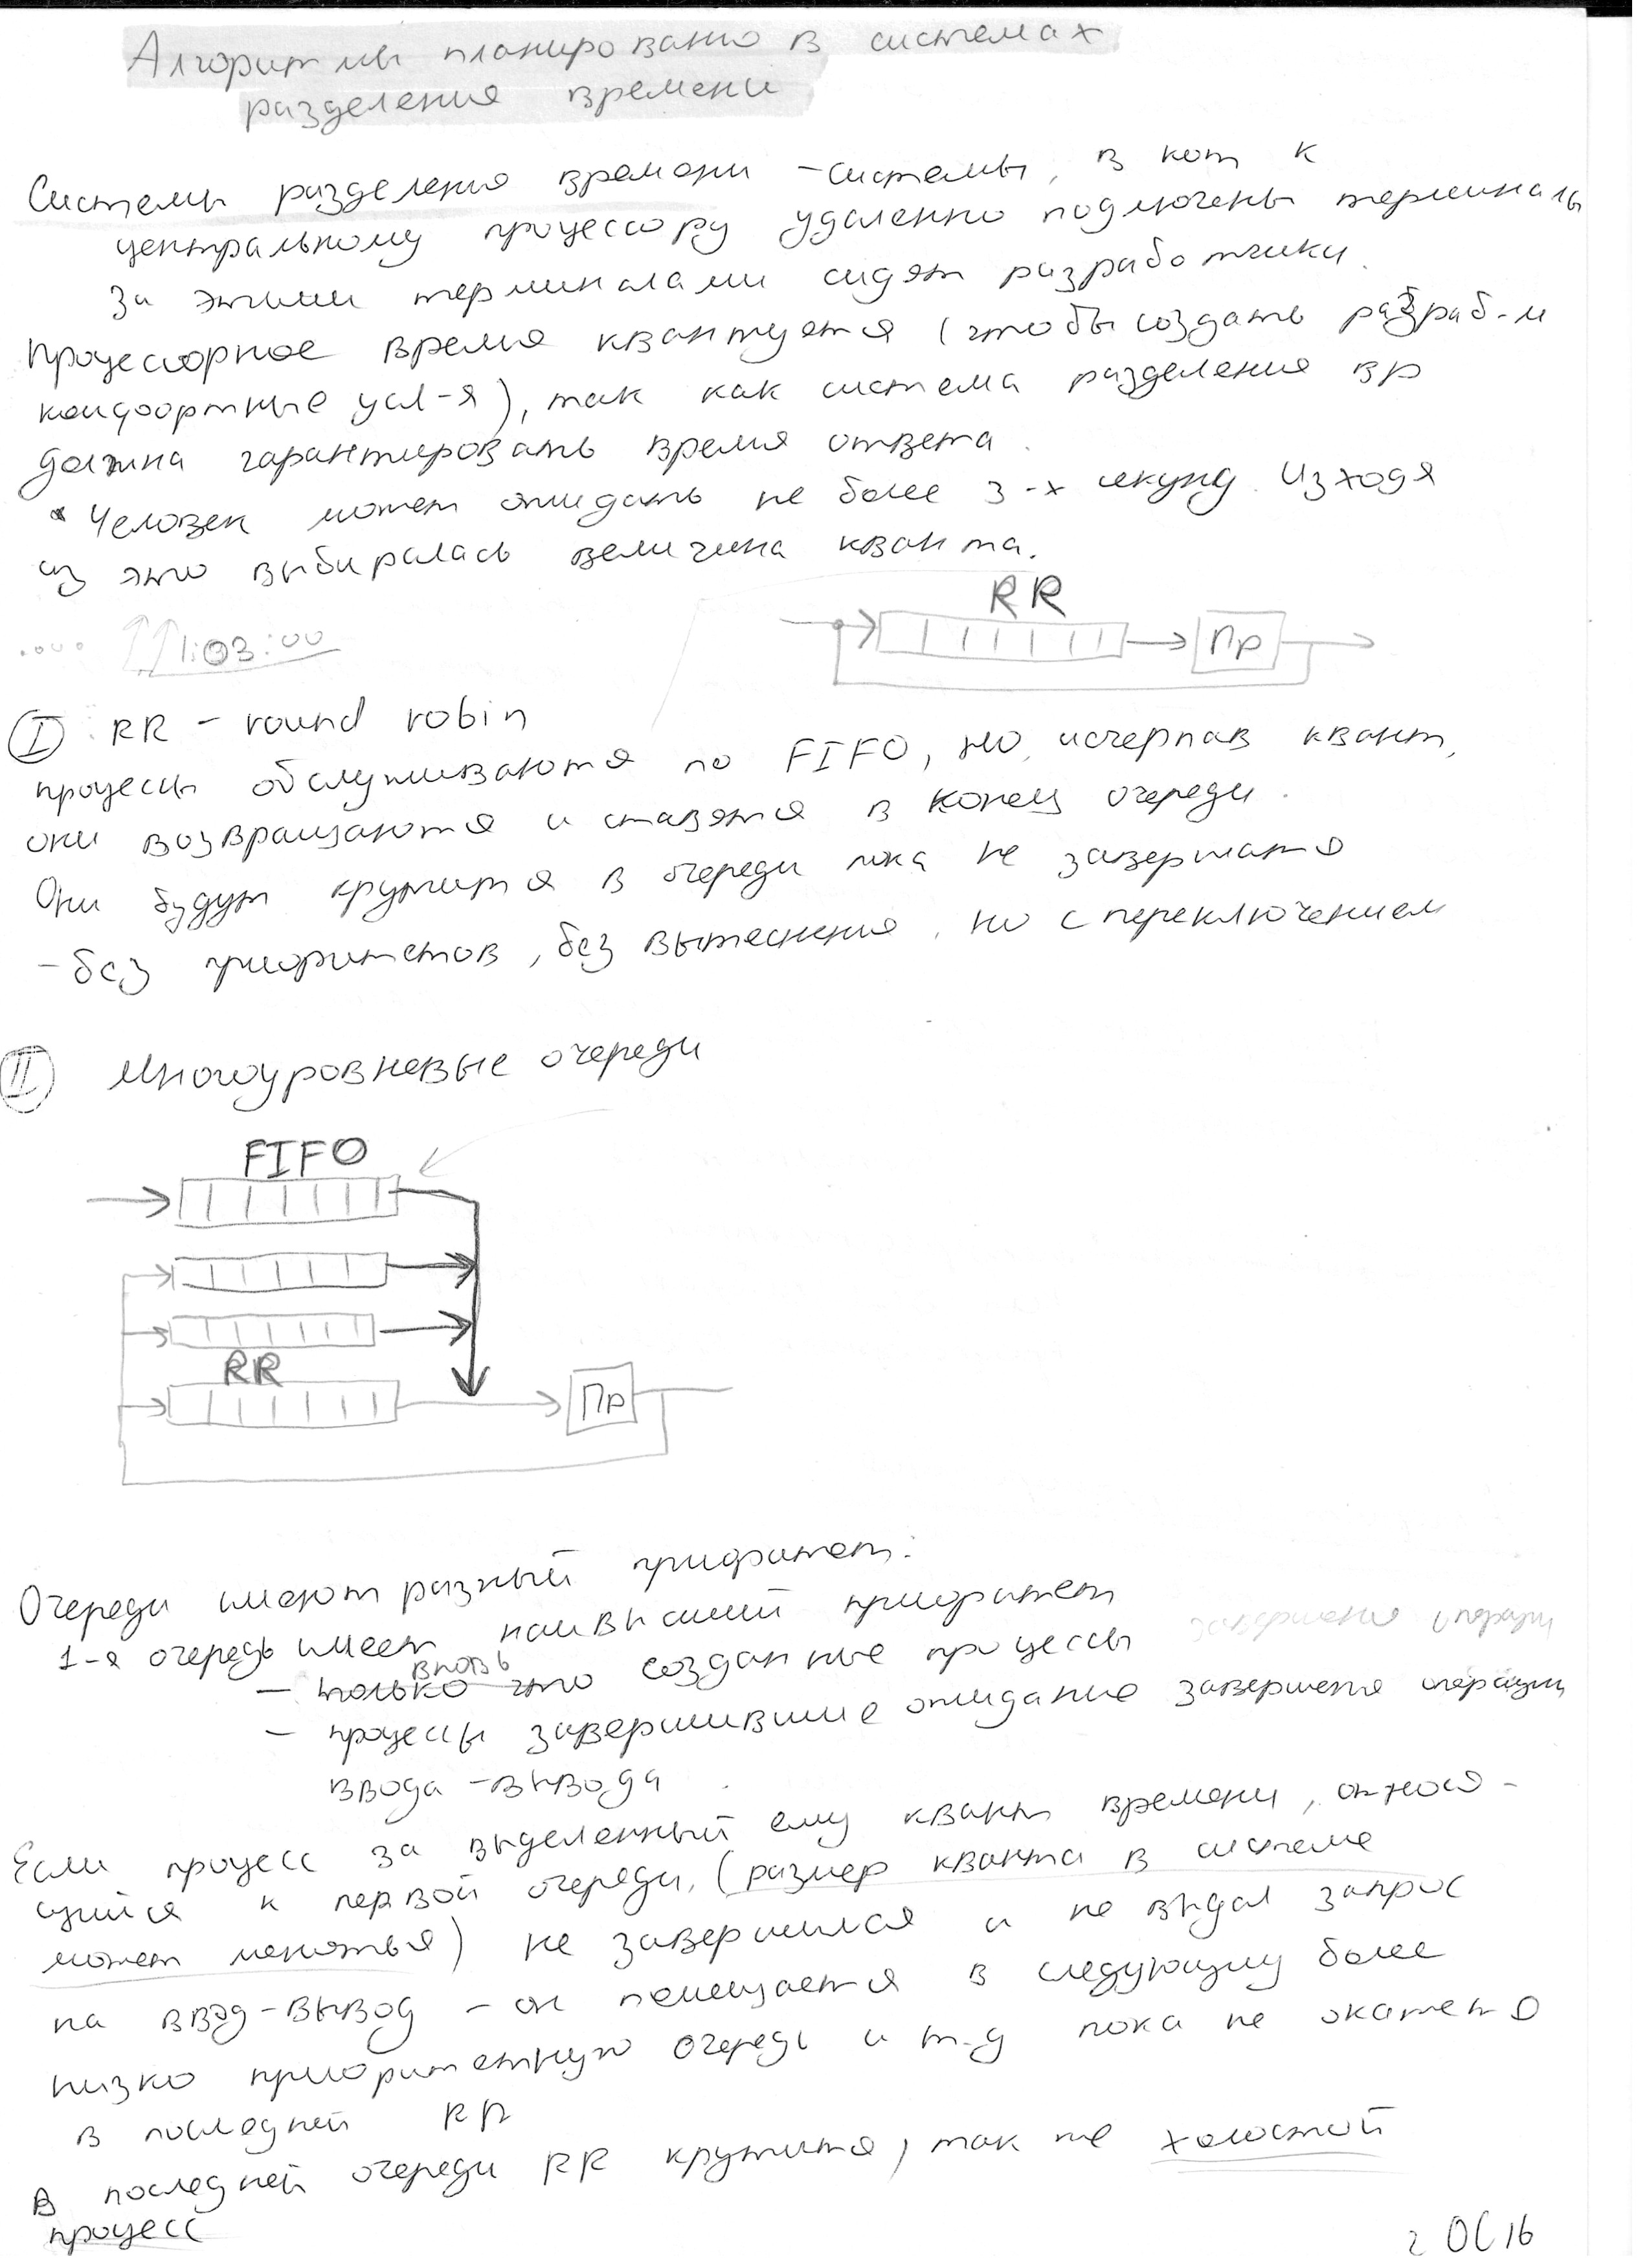 Алгоритмы планирования в системах
разделения времени
Системы разделения времени - системы, в кот к
центральному процессору удаленно подключены терминалы
За этими терминалами сидят разработчики.
Процессорное время квантуется (чтобы создать разраб-м
комфортные усл-я), так как система разделения вр
должна гарантировать время ответа.
* Человек может ожидать не более 3-х секунд. Исходя
из этого выбиралась величина кванта.
RR
Пр
1:03:00
I RR - round robin
процессы обслуживаются по FIFO, но, исчерпав квант,
они возвращаются и ставятся в конец очереди.
Они будут крутится в очереди пока не завершатся
- без приоритетов, без вытеснения, но с переключением
II Многоуровневые очереди
FIFO
RR
Пр
Очереди имеют разный приоритет:
1-я очередь имеет наивысший приоритет
вновь
- только что созданные процессы
- процессы завершившие ожидание завершения операции
ввода-вывода.
Если процесс за выделенный ему квант времени, относя-
щийся к первой очереди, (размер кванта в системе
может меняться) не завершился и не выдал запрос
на ввод-вывод - он помещается в следующую более
низко приоритетную очередь и т.д пока не окажется
в последней RR
В последней очереди RR крутится, так же холостой
процесс
2 ОС 16